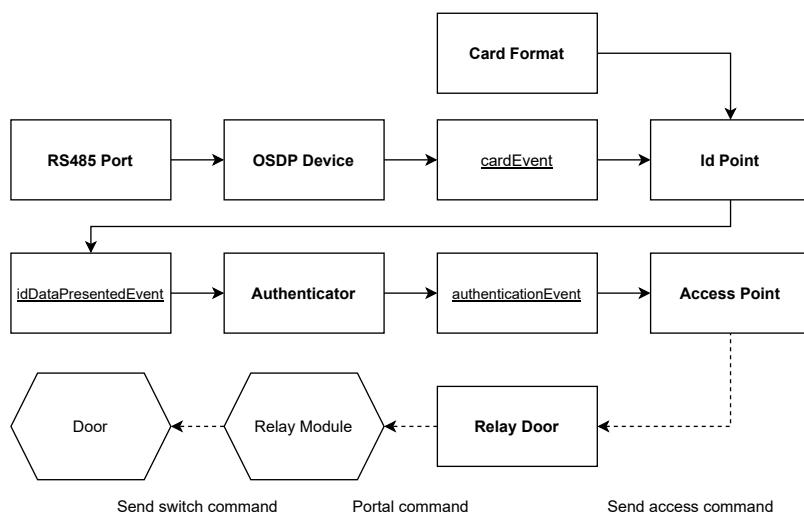 Card Format
RS485 Port
OSDP Device
cardEvent
Id Point
idDataPresentedEvent
Authenticator
authenticationEvent
Access Point
Door
Relay Module
Relay Door
Send switch command
Portal command
Send access command